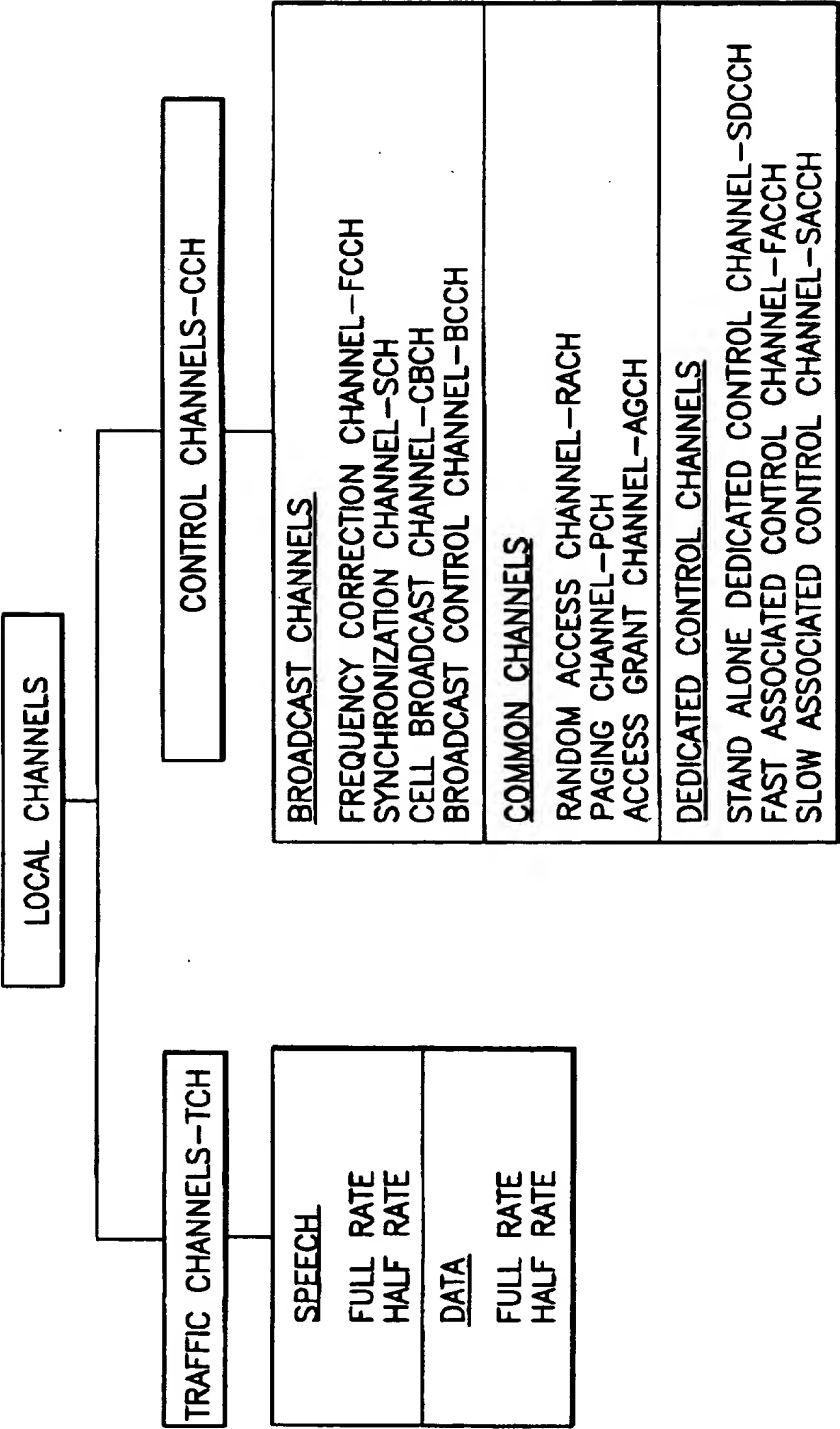 LOCAL CHANNELS
TRAFFIC CHANNELS-TCH
SPEECH
FULL RATE
HALF RATE
DATA
FULL RATE
HALF RATE
CONTROL CHANNELS-CCH
BROADCAST CHANNELS
FREQUENCY CORRECTION CHANNEL-FCCH
SYNCHRONIZATION CHANNEL-SCH
CELL BROADCAST CHANNEL-CBCH
BROADCAST CONTROL CHANNEL-BCCH
COMMON CHANNELS
RANDOM ACCESS CHANNEL-RACH
PAGING CHANNEL-PCH
ACCESS GRANT CHANNEL-AGCH
DEDICATED CONTROL CHANNELS
STAND ALONE DEDICATED CONTROL CHANNEL-SDCCH
FAST ASSOCIATED CONTROL CHANNEL-FACCH
SLOW ASSOCIATED CONTROL CHANNEL-SACCH